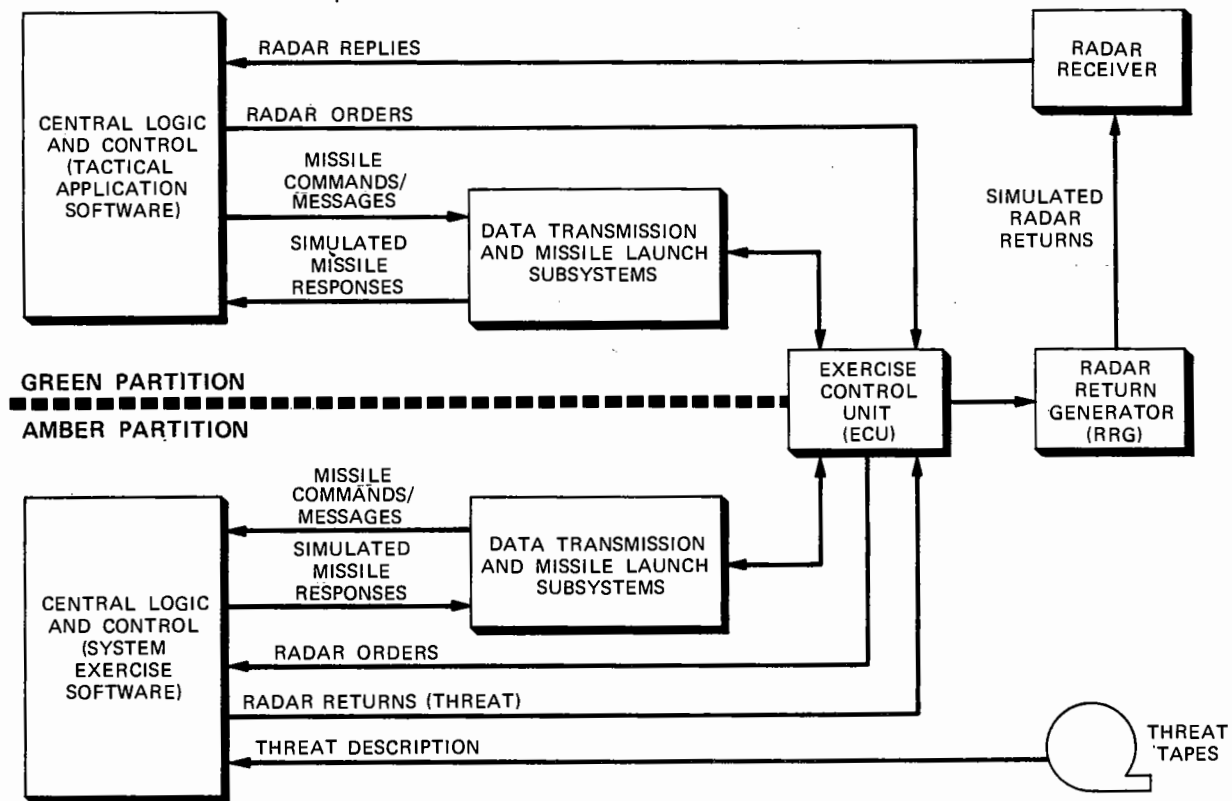 RADAR REPLIES
RADAR
RECEIVER
CENTRAL LOGIC
AND CONTROL
(TACTICAL
APPLICATION
SOFTWARE)
RADAR ORDERS
MISSILE
COMMANDS/
MESSAGES
SIMULATED
MISSILE
RESPONSES
DATA TRANSMISSION
AND MISSILE LAUNCH
SUBSYSTEMS
SIMULATED
RADAR
RETURNS
GREEN PARTITION
AMBER PARTITION
EXERCISE
CONTROL
UNIT
(ECU)
RADAR
RETURN
GENERATOR
(RRG)
MISSILE
COMMANDS/
MESSAGES
SIMULATED
MISSILE
RESPONSES
DATA TRANSMISSION
AND MISSILE LAUNCH
SUBSYSTEMS
CENTRAL LOGIC
AND CONTROL
(SYSTEM
EXERCISE
SOFTWARE)
RADAR ORDERS
RADAR RETURNS (THREAT)
THREAT DESCRIPTION
THREAT
TAPES